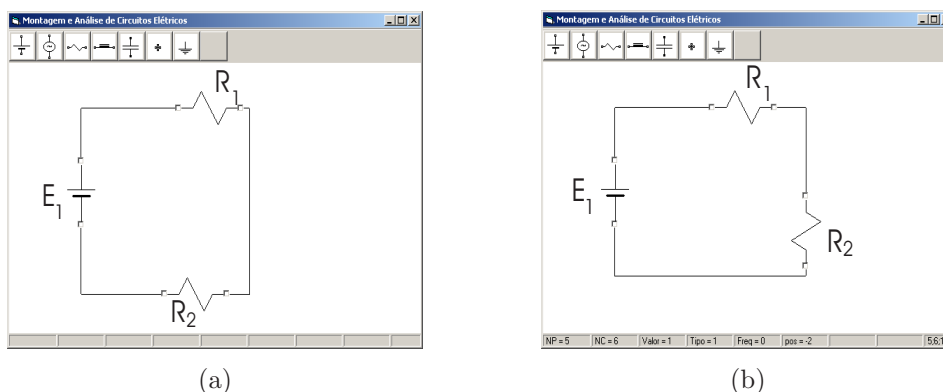 Montagem e Análise de Circuitos Elétricos
R1
E1
R2
(a)
Montagem e Análise de Circuitos Elétricos
R1
E1
R2
NP = 5 NC = 6 Valor = 1 Tipo = 1 Freq = 0 pos = -2
(b)